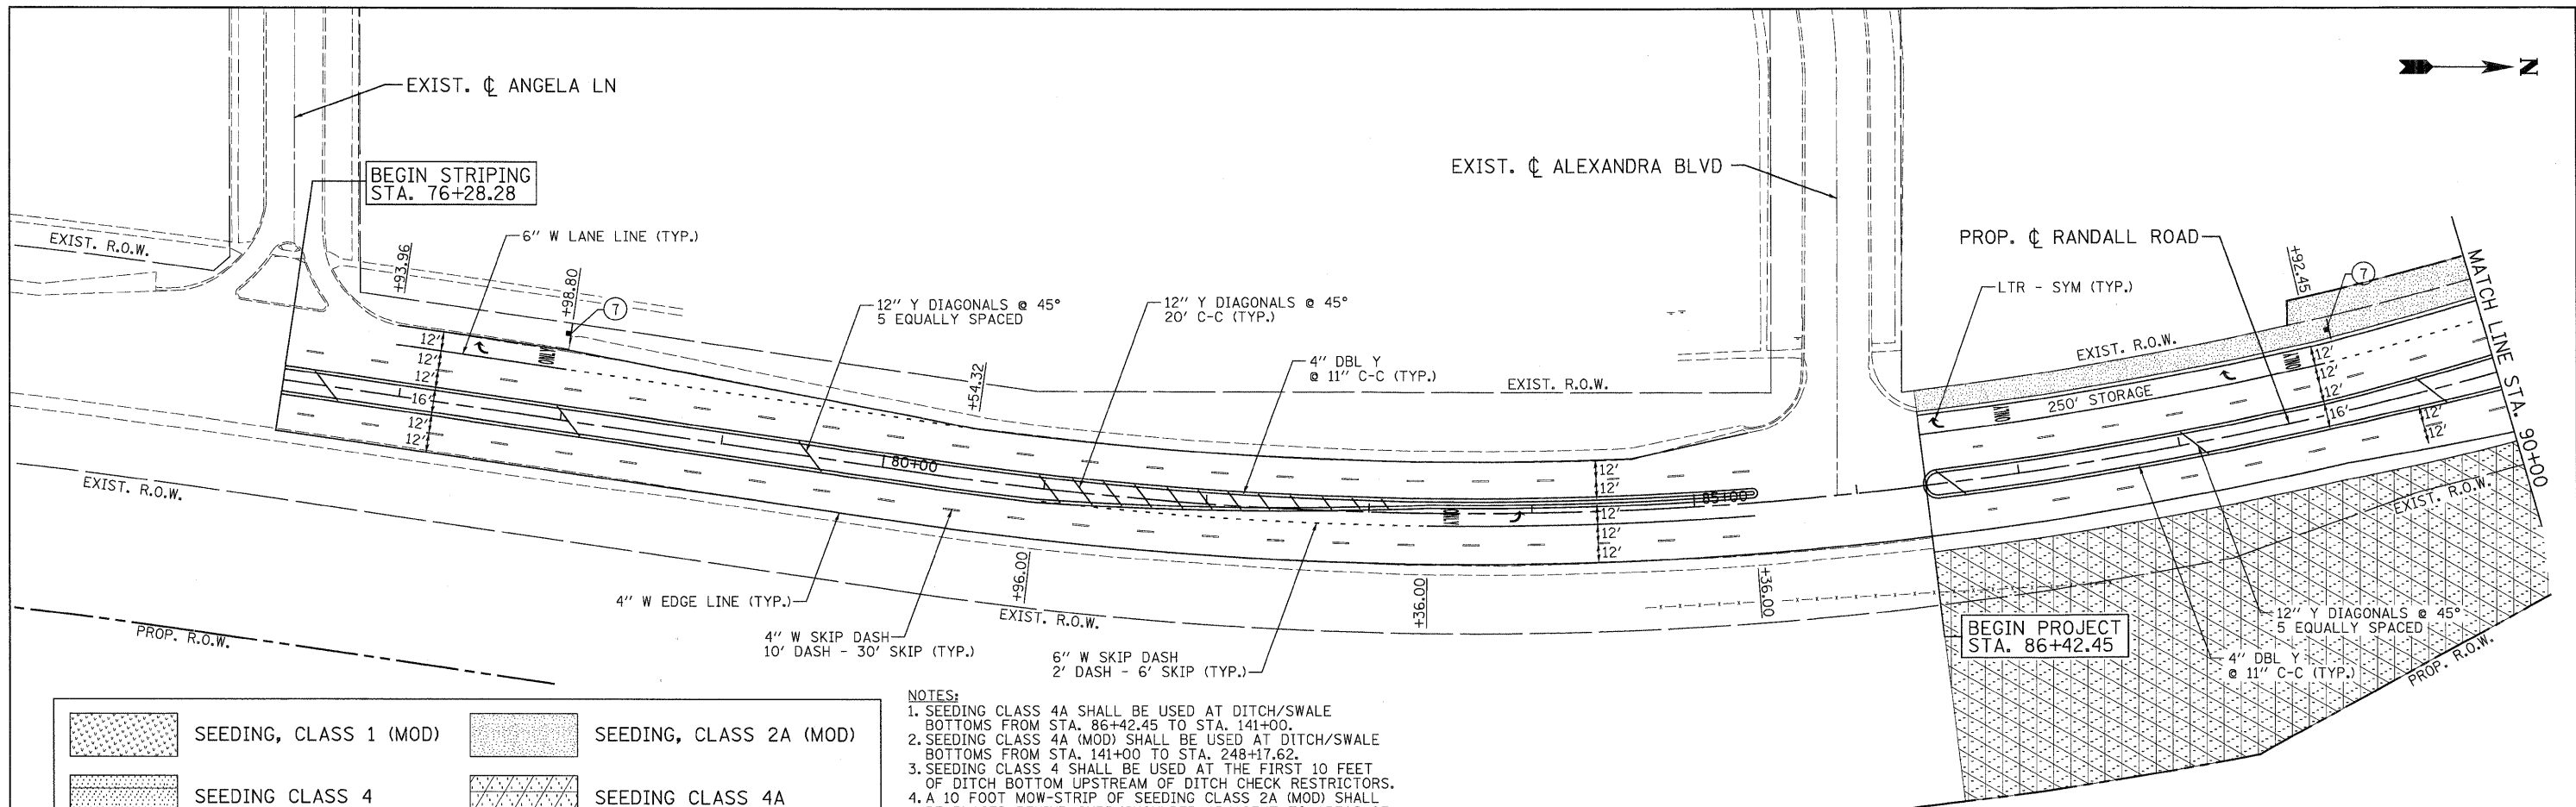 EXIST. ℄ ANGELA LN
BEGIN STRIPING
STA. 76+28.28
EXIST. R.O.W.
6" W LANE LINE (TYP.)
+93.96
+98.80
7
12" Y DIAGONALS @ 45°
5 EQUALLY SPACED
12" Y DIAGONALS @ 45°
20' C-C (TYP.)
+54.32
4" DBL Y
@ 11" C-C (TYP.)
EXIST. R.O.W.
EXIST. ℄ ALEXANDRA BLVD
PROP. ℄ RANDALL ROAD
LTR - SYM (TYP.)
+92.45
7
N
MATCH LINE STA. 90+00
EXIST. R.O.W.
250' STORAGE
ONLY
ONLY
ONLY
ONLY
12'
12'
12'
16'
12'
12'
80+00
85+00
12'
12'
12'
12'
12'
12'
12'
12'
16'
12'
12'
EXIST. R.O.W.
EXIST. R.O.W.
EXIST. R.O.W.
PROP. R.O.W.
4" W EDGE LINE (TYP.)
+96.00
+36.00
+36.00
4" W SKIP DASH
10' DASH - 30' SKIP (TYP.)
6" W SKIP DASH
2' DASH - 6' SKIP (TYP.)
BEGIN PROJECT
STA. 86+42.45
12" Y DIAGONALS @ 45°
5 EQUALLY SPACED
4" DBL Y
@ 11" C-C (TYP.)
PROP. R.O.W.
SEEDING, CLASS 1 (MOD)
SEEDING, CLASS 2A (MOD)
SEEDING CLASS 4
SEEDING CLASS 4A
NOTES:
1. SEEDING CLASS 4A SHALL BE USED AT DITCH/SWALE
BOTTOMS FROM STA. 86+42.45 TO STA. 141+00.
2. SEEDING CLASS 4A (MOD) SHALL BE USED AT DITCH/SWALE
BOTTOMS FROM STA. 141+00 TO STA. 248+17.62.
3. SEEDING CLASS 4 SHALL BE USED AT THE FIRST 10 FEET
OF DITCH BOTTOM UPSTREAM OF DITCH CHECK RESTRICTORS.
4. A 10 FOOT MOW-STRIP OF SEEDING CLASS 2A (MOD) SHALL